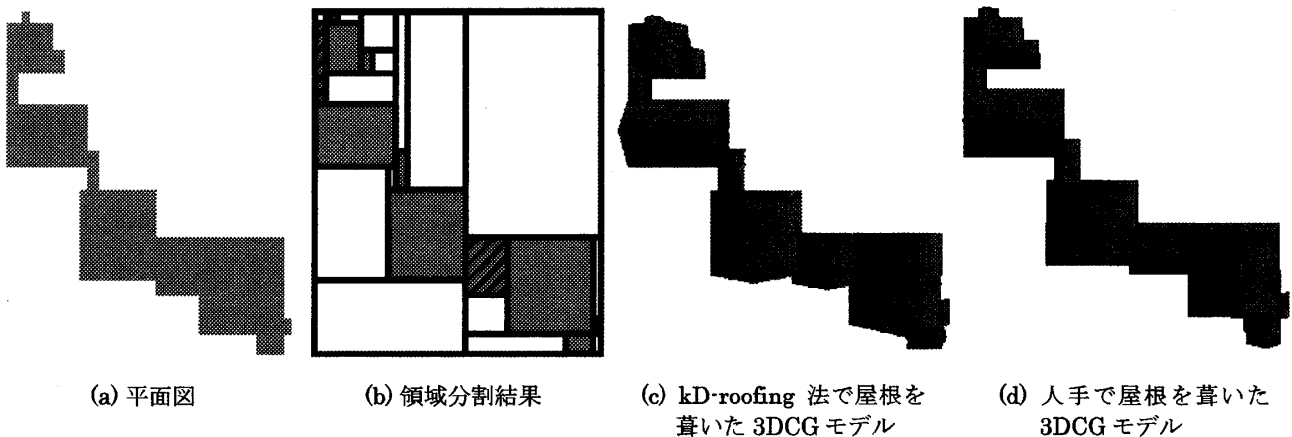 (a) 平面図
(b) 領域分割結果
(c) kD-roofing 法で屋根を
葺いた 3DCG モデル
(d) 人手で屋根を葺いた
3DCG モデル